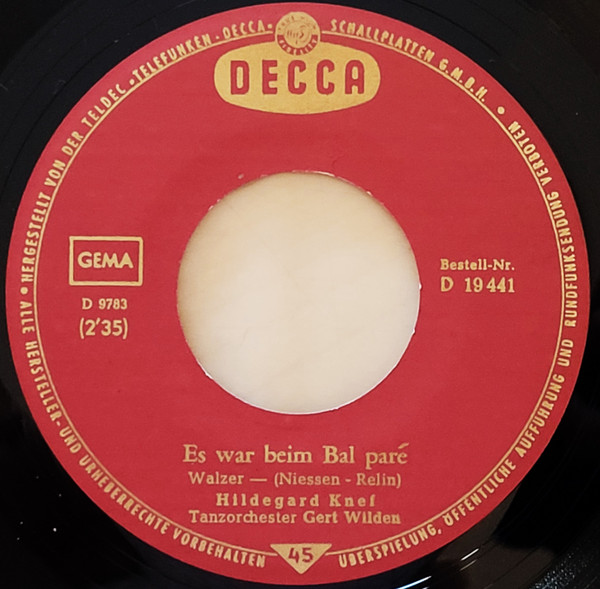 HERGESTELLT VON DER TELDEC • TELEFUNKEN - DECCA • SCHALLPLATTEN G.M.B.H. •
DECCA
GEMA
D 9783
(2'35)
Bestell-Nr.
D 19441
Es war beim Bal paré
Walzer — (Niessen - Relin)
Hildegard Knef
Tanzorchester Gert Wilden
45
• ALLE HERSTELLER- UND URHEBERRECHTE VORBEHALTEN
ÜBERSPIELUNG, ÖFFENTLICHE AUFFÜHRUNG UND RUNDFUNKSENDUNG VERBOTEN